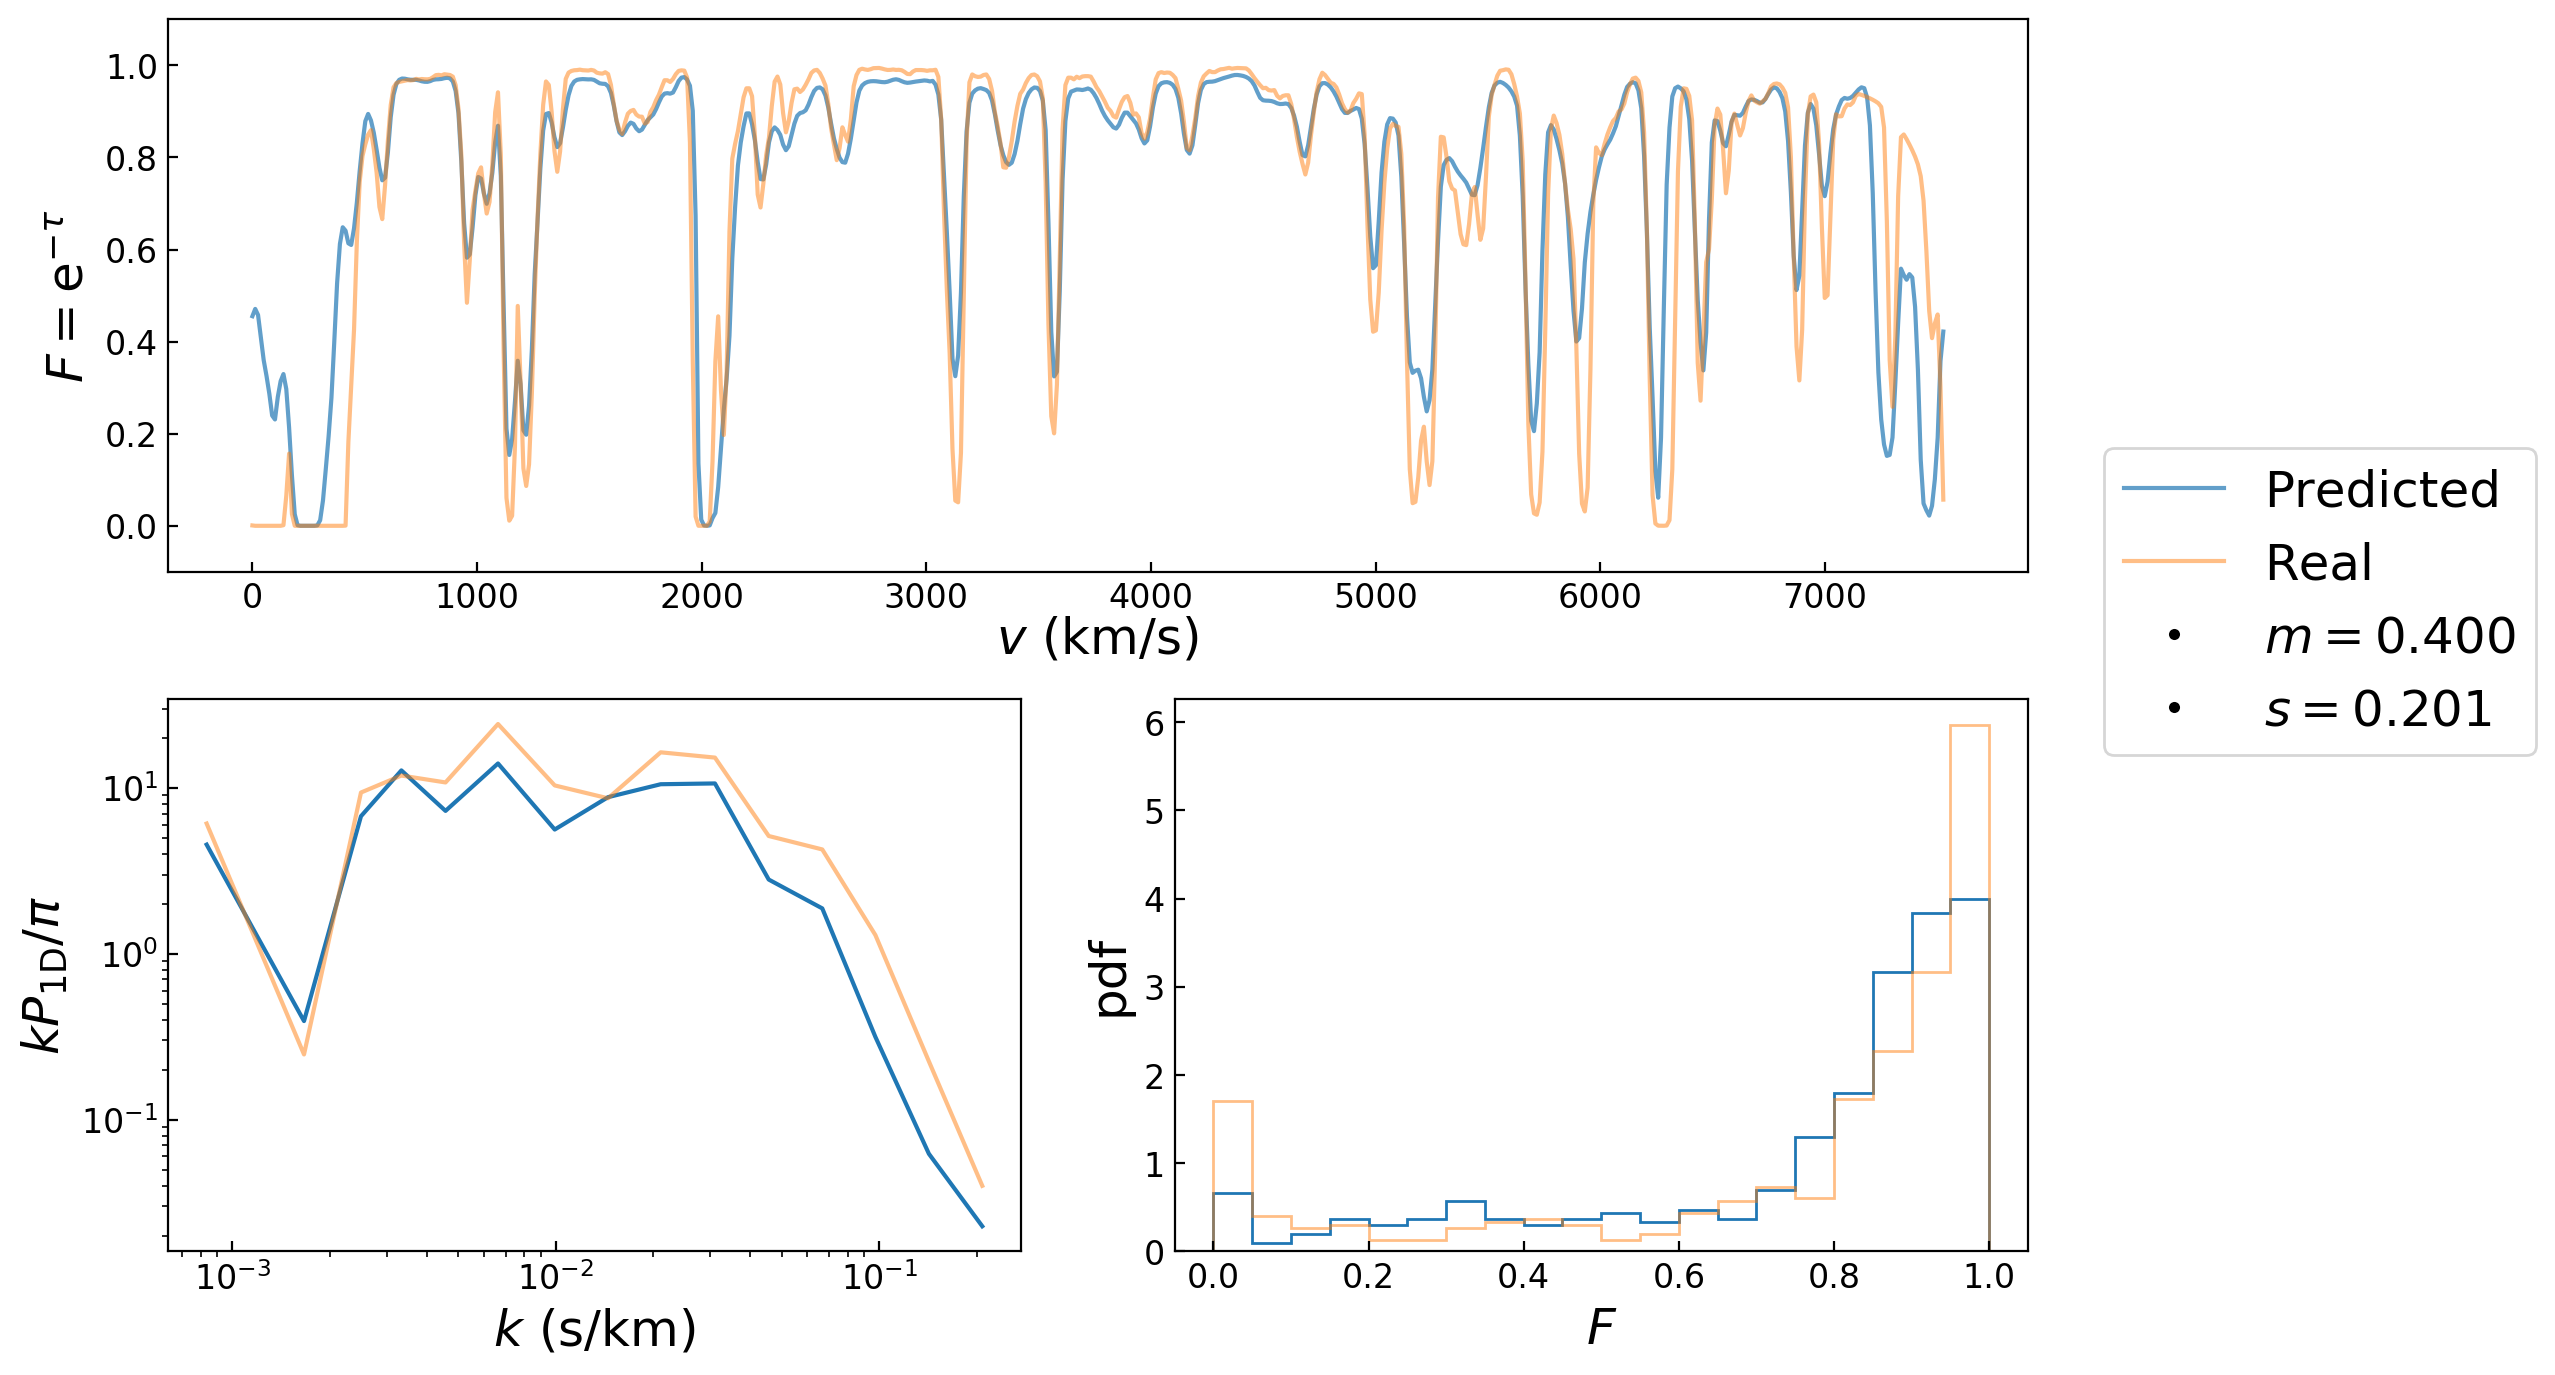 F = e^{-τ}
1.0
0.8
0.6
0.4
0.2
0.0
0 1000 2000 3000 4000 5000 6000 7000
v (km/s)
Predicted
Real
m = 0.400
s = 0.201
kP_{1D}/π
10^1
10^0
10^{-1}
10^{-3} 10^{-2} 10^{-1}
k (s/km)
pdf
6
5
4
3
2
1
0
0.0 0.2 0.4 0.6 0.8 1.0
F